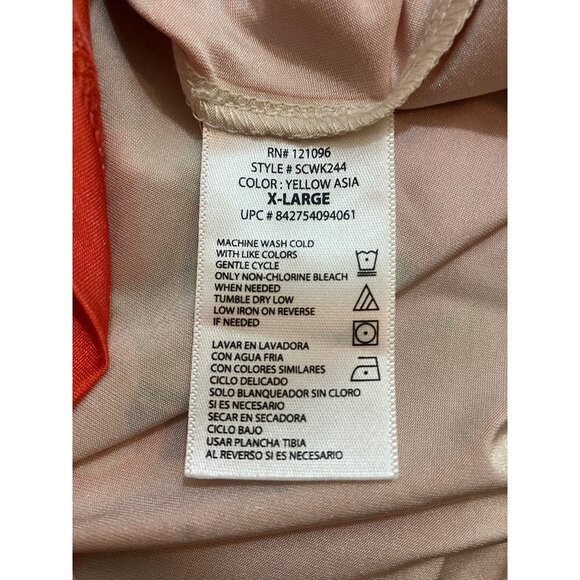 RN# 121096
STYLE # SCWK244
COLOR : YELLOW ASIA
X-LARGE
UPC # 842754094061
MACHINE WASH COLD
WITH LIKE COLORS
GENTLE CYCLE
ONLY NON-CHLORINE BLEACH
WHEN NEEDED
TUMBLE DRY LOW
LOW IRON ON REVERSE
IF NEEDED
LAVAR EN LAVADORA
CON AGUA FRIA
CON COLORES SIMILARES
CICLO DELICADO
SOLO BLANQUEADOR SIN CLORO
SI ES NECESARIO
SECAR EN SECADORA
CICLO BAJO
USAR PLANCHA TIBIA
AL REVERSO SI ES NECESARIO